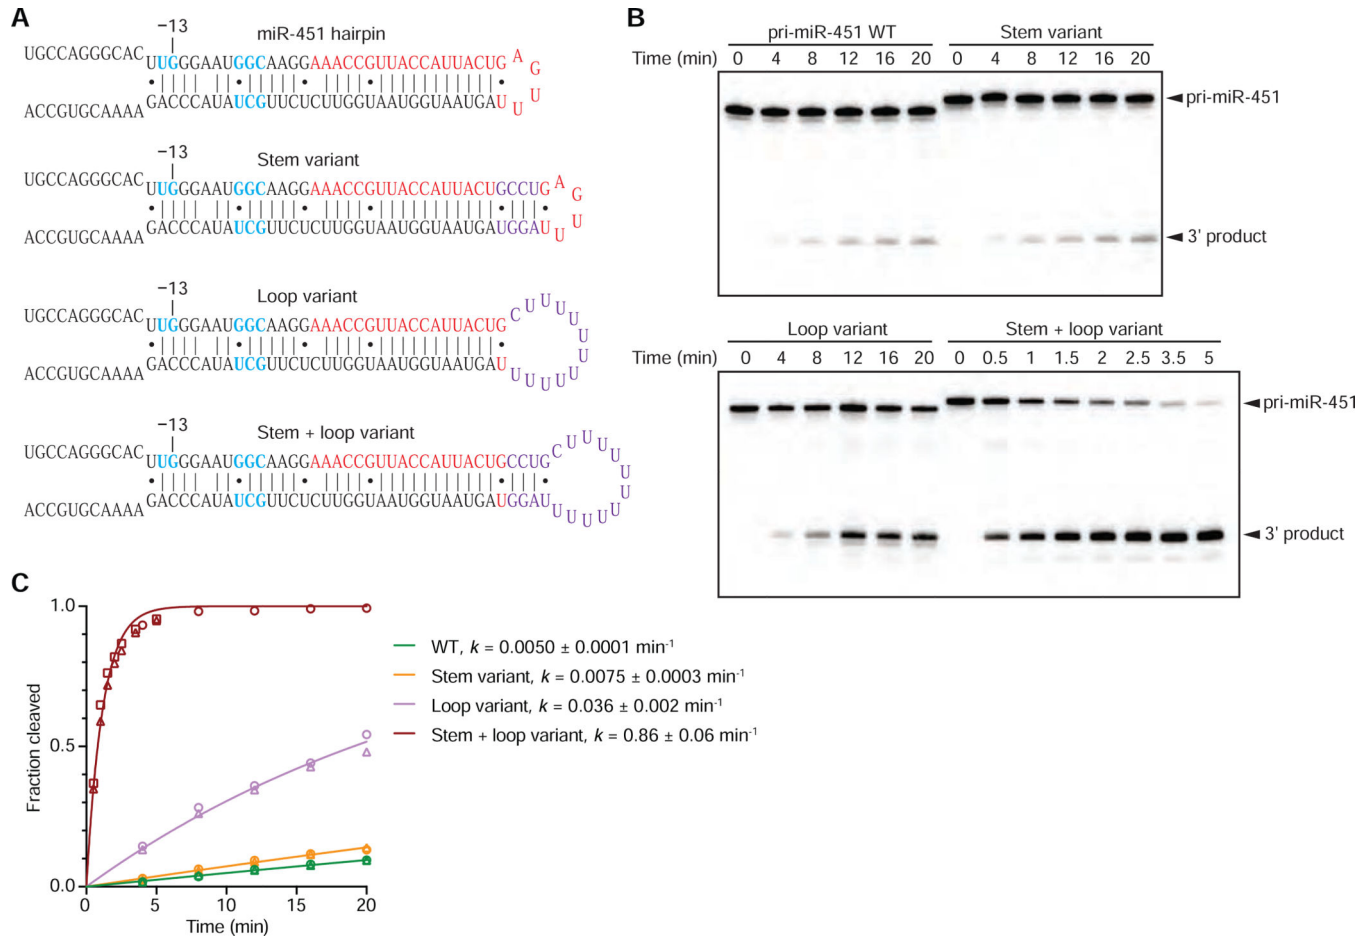 A
−13
miR-451 hairpin
UGCCAGGGCAC
UUGGGAAUGGCAAGGAAACCGUUACCAUUACUG
A
G
U
U
GACCCAUAUCGUUCUCUUGGUAAUGGUAAUGAU
ACCGUGCAAAA
−13
Stem variant
UGCCAGGGCAC
UUGGGAAUGGCAAGGAAACCGUUACCAUUACUGCCUG
A
G
U
U
GACCCAUAUCGUUCUCUUGGUAAUGGUAAUGAUGGAU
ACCGUGCAAAA
−13
Loop variant
UGCCAGGGCAC
UUGGGAAUGGCAAGGAAACCGUUACCAUUACUG
GACCCAUAUCGUUCUCUUGGUAAUGGUAAUGAU
ACCGUGCAAAA
−13
Stem + loop variant
UGCCAGGGCAC
UUGGGAAUGGCAAGGAAACCGUUACCAUUACUGCCUG
GACCCAUAUCGUUCUCUUGGUAAUGGUAAUGAUGGAU
ACCGUGCAAAA
B
pri-miR-451 WT Stem variant
Time (min) 0 4 8 12 16 20 0 4 8 12 16 20
pri-miR-451
3' product
Loop variant Stem + loop variant
Time (min) 0 4 8 12 16 20 0 0.5 1 1.5 2 2.5 3.5 5
pri-miR-451
3' product
C
1.0
0.5
0.0
Fraction cleaved
0 5 10 15 20
Time (min)
WT, k = 0.0050 ± 0.0001 min-1
Stem variant, k = 0.0075 ± 0.0003 min-1
Loop variant, k = 0.036 ± 0.002 min-1
Stem + loop variant, k = 0.86 ± 0.06 min-1